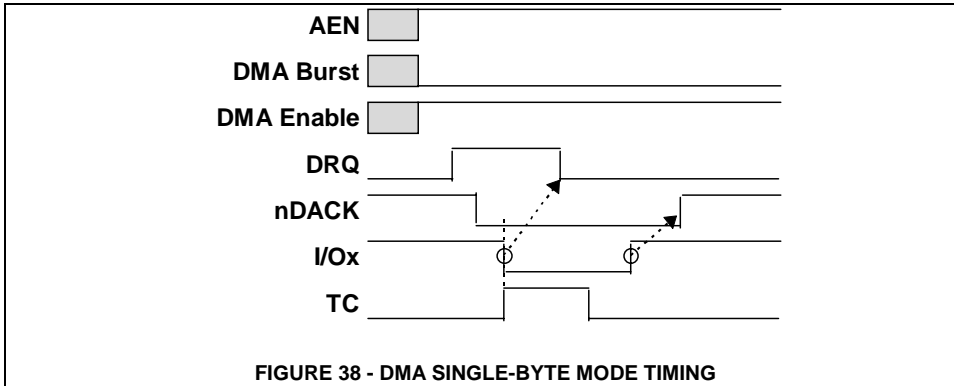 AEN
DMA Burst
DMA Enable
DRQ
nDACK
I/Ox
TC
FIGURE 38 - DMA SINGLE-BYTE MODE TIMING